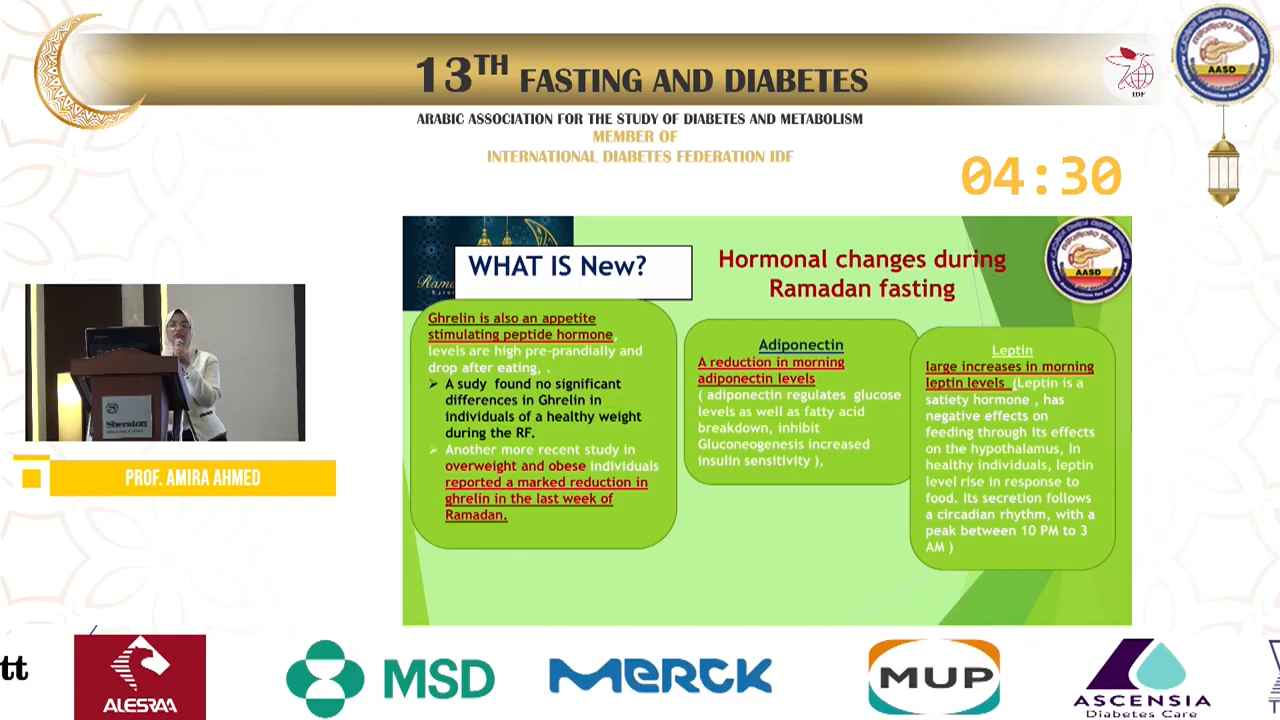 13TH FASTING AND DIABETES
ARABIC ASSOCIATION FOR THE STUDY OF DIABETES AND METABOLISM
MEMBER OF
INTERNATIONAL DIABETES FEDERATION IDF
IDF
AASD
04:30
WHAT IS New?
Hormonal changes during
Ramadan fasting
AASD
Ghrelin is also an appetite
stimulating peptide hormone,
levels are high pre-prandially and
drop after eating, .
➢ A sudy found no significant
differences in Ghrelin in
individuals of a healthy weight
during the RF.
➢ Another more recent study in
overweight and obese individuals
reported a marked reduction in
ghrelin in the last week of
Ramadan.
Adiponectin
A reduction in morning
adiponectin levels
( adiponectin regulates glucose
levels as well as fatty acid
breakdown, inhibit
Gluconeogenesis increased
insulin sensitivity ),
Leptin
large increases in morning
leptin levels (Leptin is a
satiety hormone , has
negative effects on
feeding through its effects
on the hypothalamus, In
healthy individuals, leptin
level rise in response to
food. Its secretion follows
a circadian rhythm, with a
peak between 10 PM to 3
AM )
Sheraton
PROF. AMIRA AHMED
tt
ALESRAA
MSD
MERCK
MUP
ASCENSIA
Diabetes Care